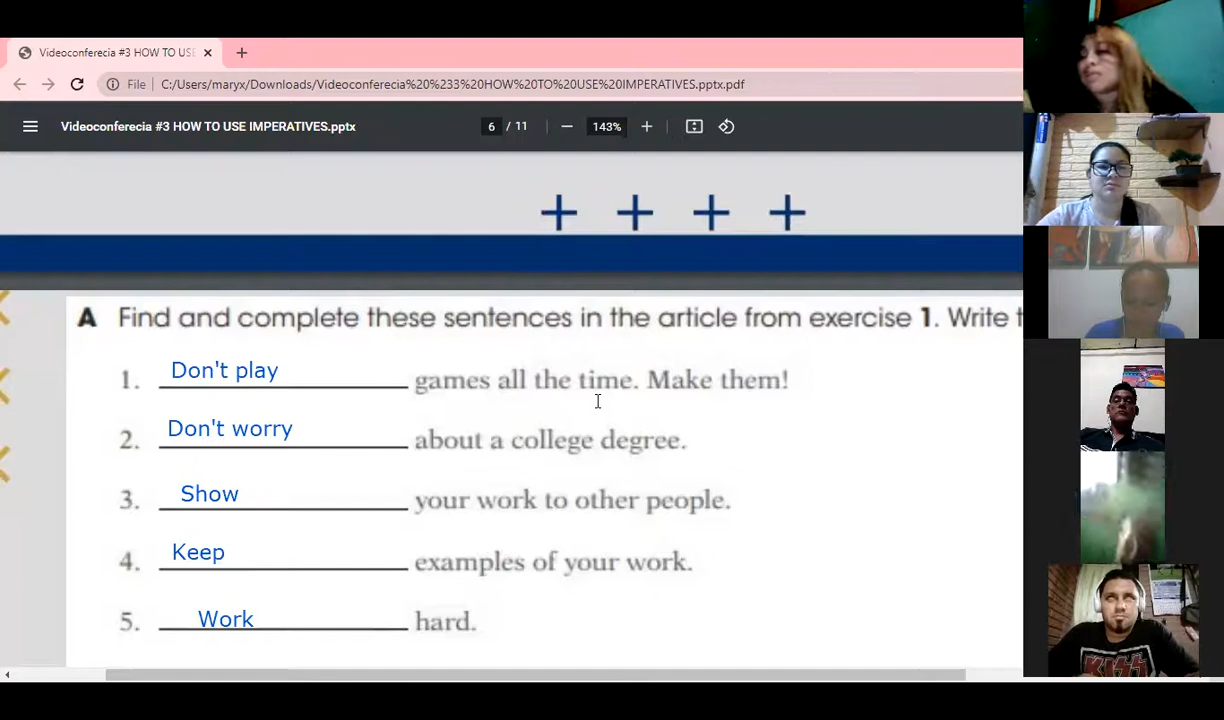 Videoconferecia #3 HOW TO USE
File C:/Users/maryx/Downloads/Videoconferecia%20%233%20HOW%20TO%20USE%20IMPERATIVES.pptx.pdf
Videoconferecia #3 HOW TO USE IMPERATIVES.pptx 6 / 11 143%
A Find and complete these sentences in the article from exercise 1. Write
1. Don't play games all the time. Make them!
2. Don't worry about a college degree.
3. Show your work to other people.
4. Keep examples of your work.
5. Work hard.
KISS